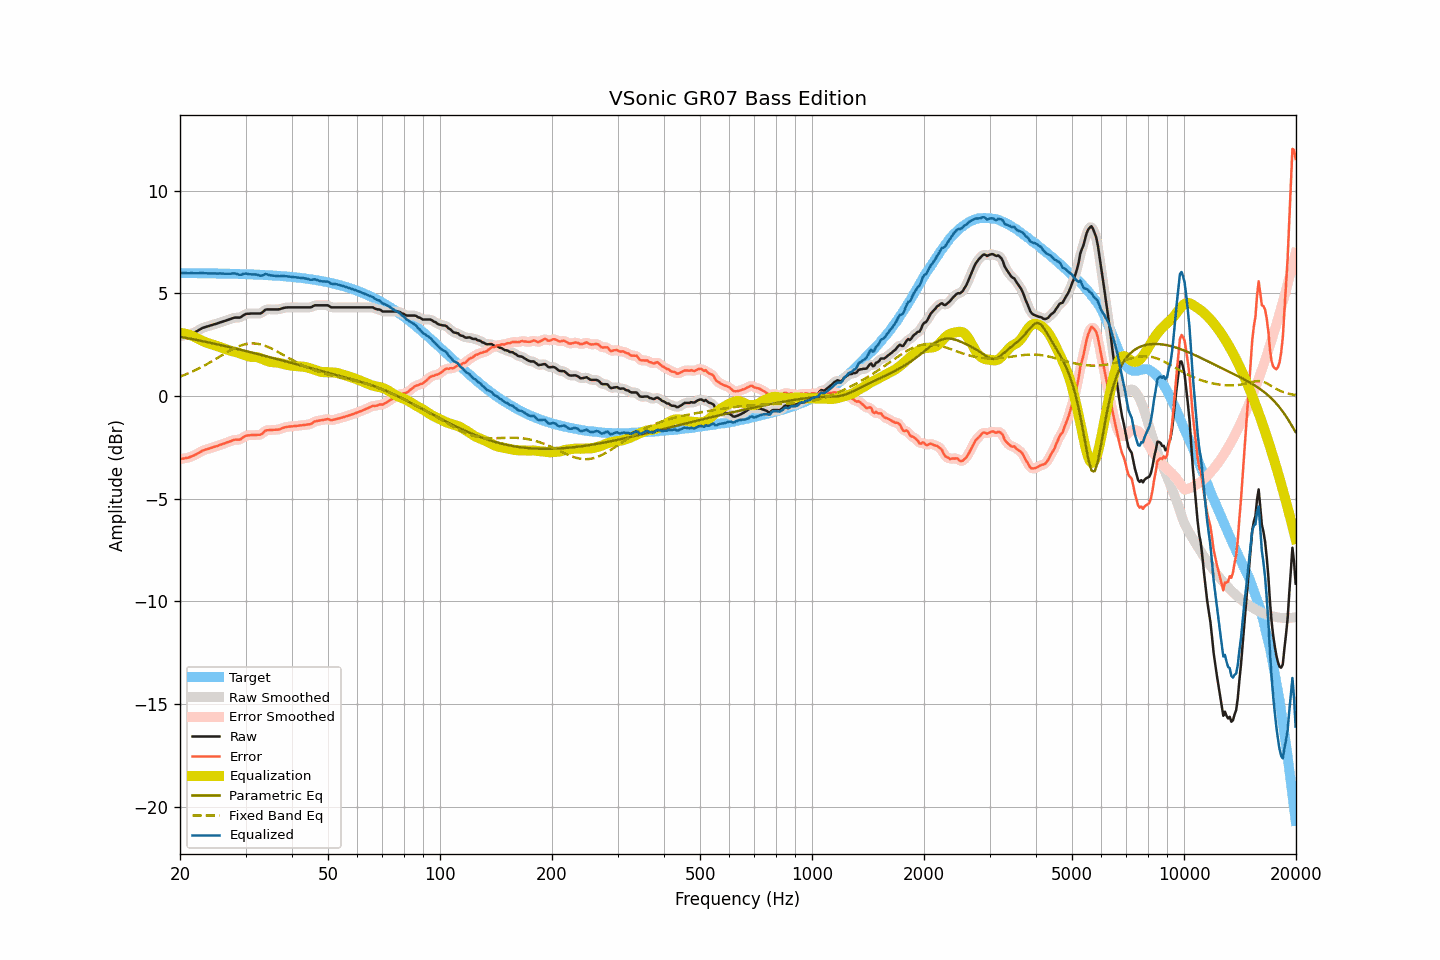 VSonic GR07 Bass Edition
Amplitude (dBr)
10
5
0
−5
−10
−15
−20
Target
Raw Smoothed
Error Smoothed
Raw
Error
Equalization
Parametric Eq
Fixed Band Eq
Equalized
20 50 100 200 500 1000 2000 5000 10000 20000
Frequency (Hz)